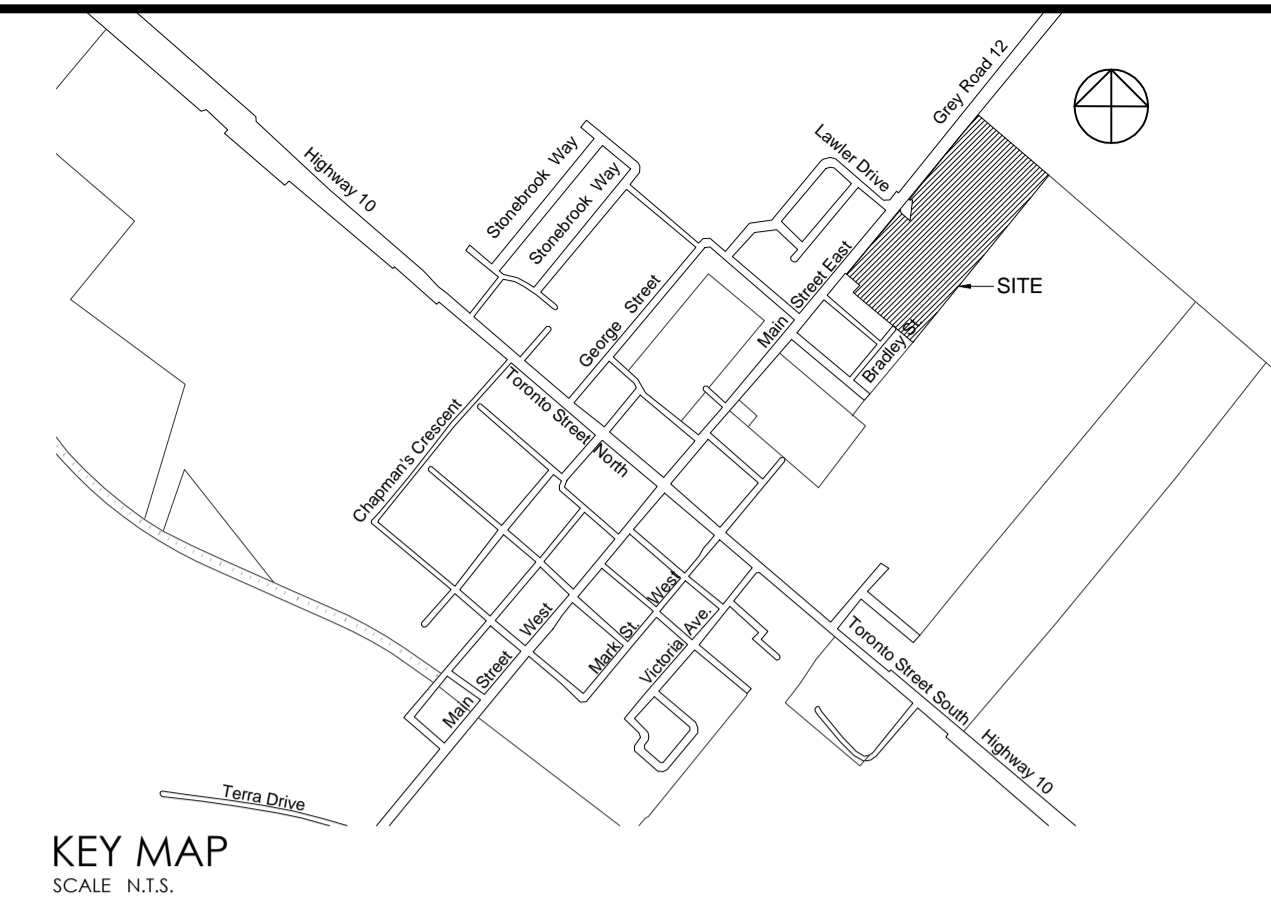 Grey Road 12
Lawler Drive
Highway 10
Stonebrook Way
Stonebrook Way
Street East
Main
SITE
George Street
Bradley St.
Toronto Street
North
Chapman's Crescent
West
Mark St.
West
Victoria Ave.
Main Street
Toronto Street South
Highway 10
Terra Drive
KEY MAP
SCALE N.T.S.